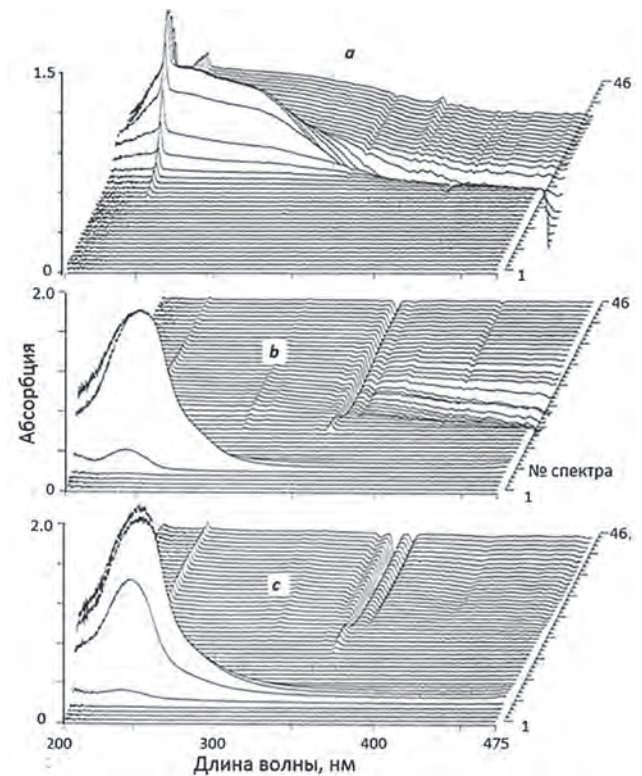 a
1.5
46
0
1
2.0
46
b
Абсорбция
№ спектра
0
1
2.0
46,
c
0
1
200 300 400 475
Длина волны, нм